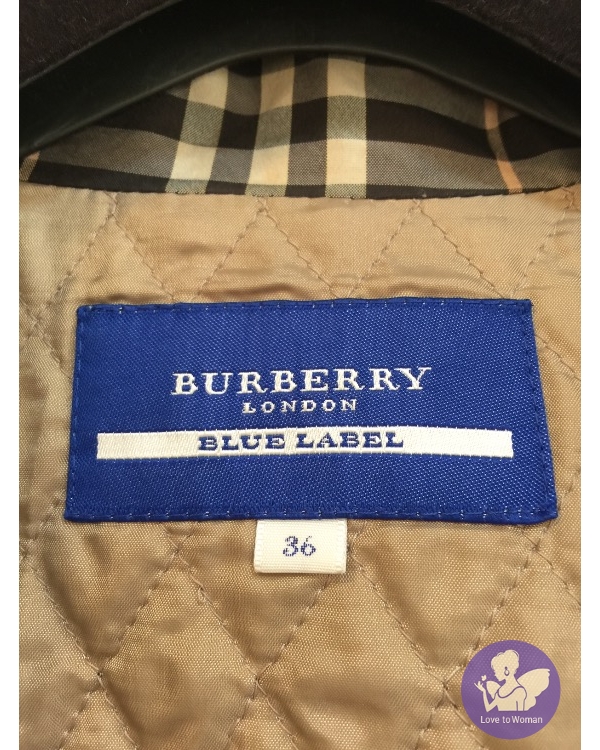 BURBERRY
LONDON
BLUE LABEL
36
Love to Woman